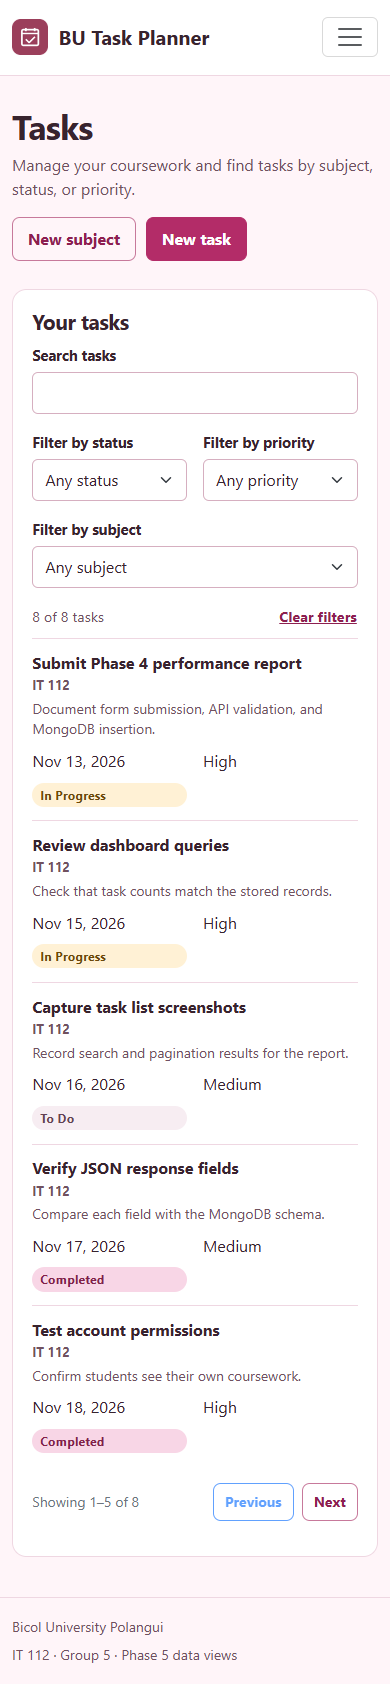 BU Task Planner
Tasks
Manage your coursework and find tasks by subject,
status, or priority.
New subject
New task
Your tasks
Search tasks
Filter by status
Filter by priority
Any status
Any priority
Filter by subject
Any subject
8 of 8 tasks
Clear filters
Submit Phase 4 performance report
IT 112
Document form submission, API validation, and
MongoDB insertion.
Nov 13, 2026
High
In Progress
Review dashboard queries
IT 112
Check that task counts match the stored records.
Nov 15, 2026
High
In Progress
Capture task list screenshots
IT 112
Record search and pagination results for the report.
Nov 16, 2026
Medium
To Do
Verify JSON response fields
IT 112
Compare each field with the MongoDB schema.
Nov 17, 2026
Medium
Completed
Test account permissions
IT 112
Confirm students see their own coursework.
Nov 18, 2026
High
Completed
Showing 1–5 of 8
Previous
Next
Bicol University Polangui
IT 112 · Group 5 · Phase 5 data views